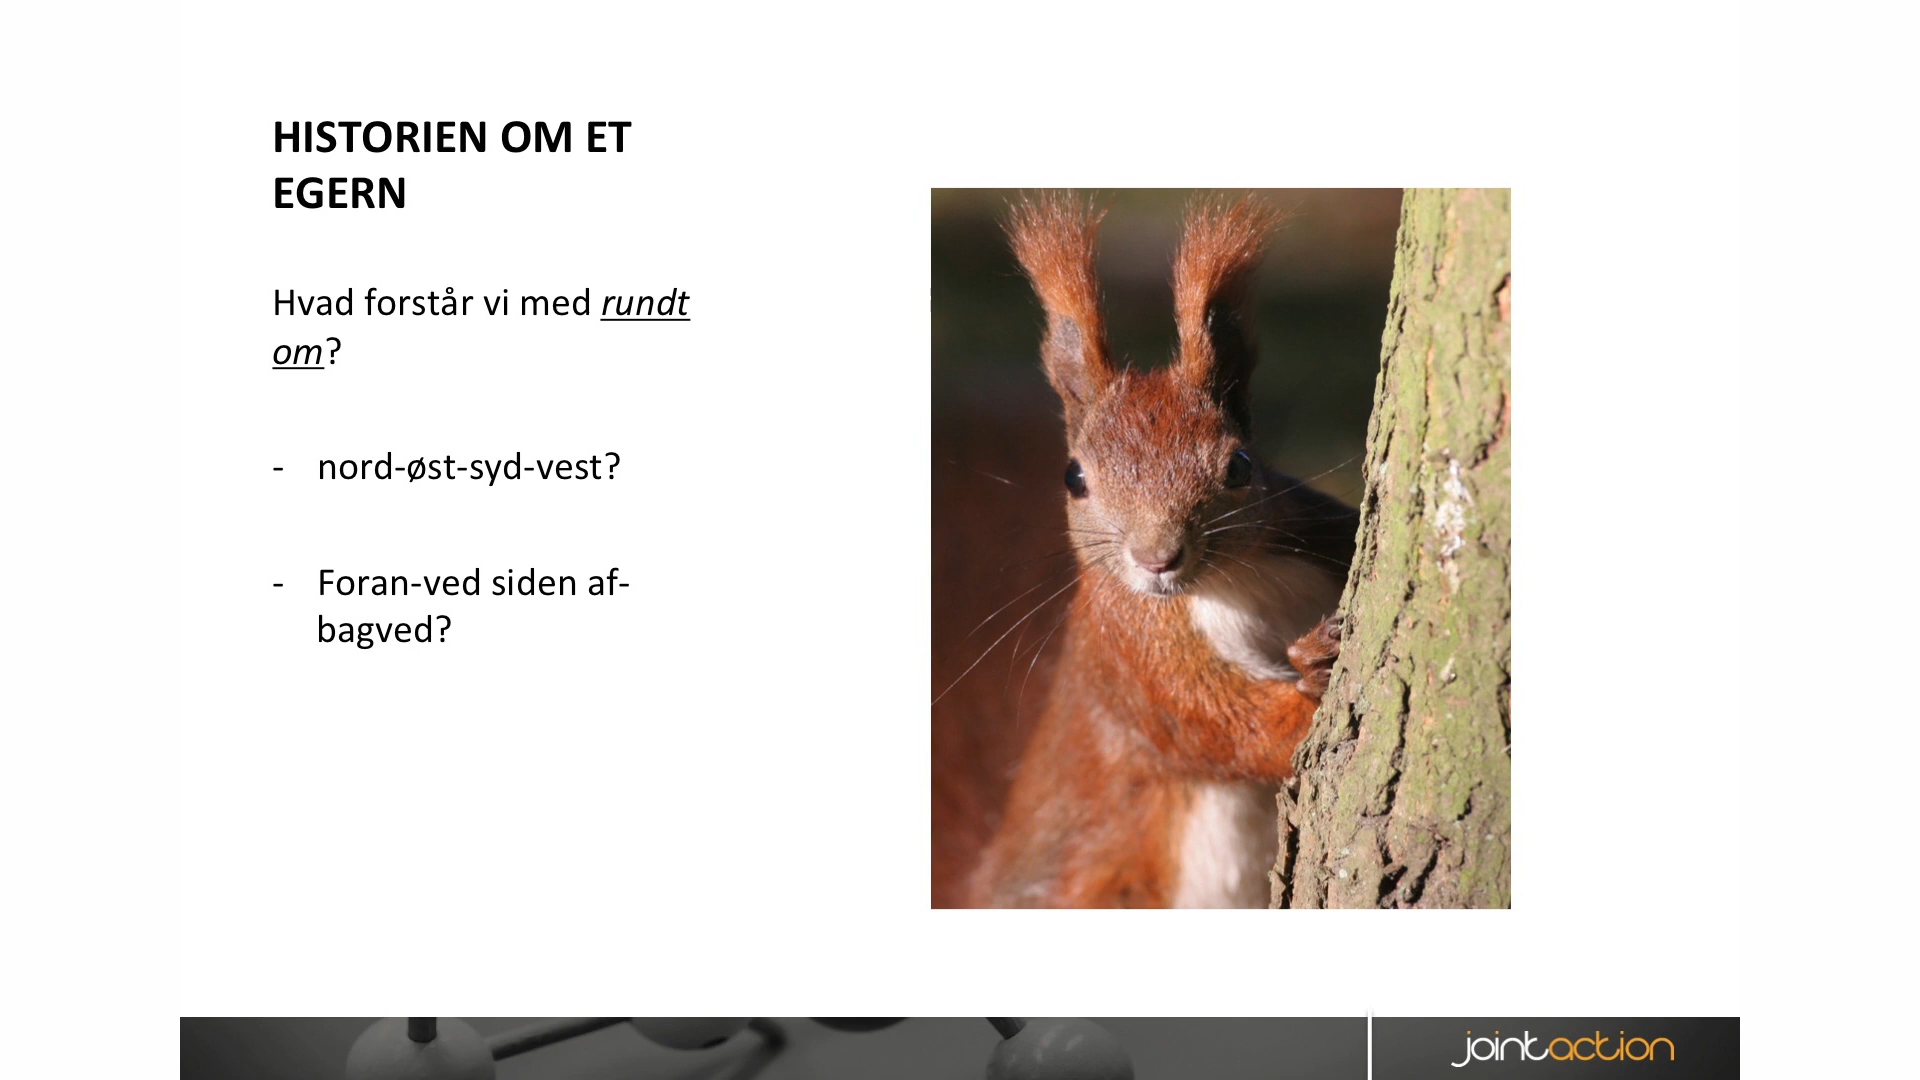 HISTORIEN OM ET
EGERN
Hvad forstår vi med rundt
om?
- nord-øst-syd-vest?
- Foran-ved siden af-
bagved?
jointaction